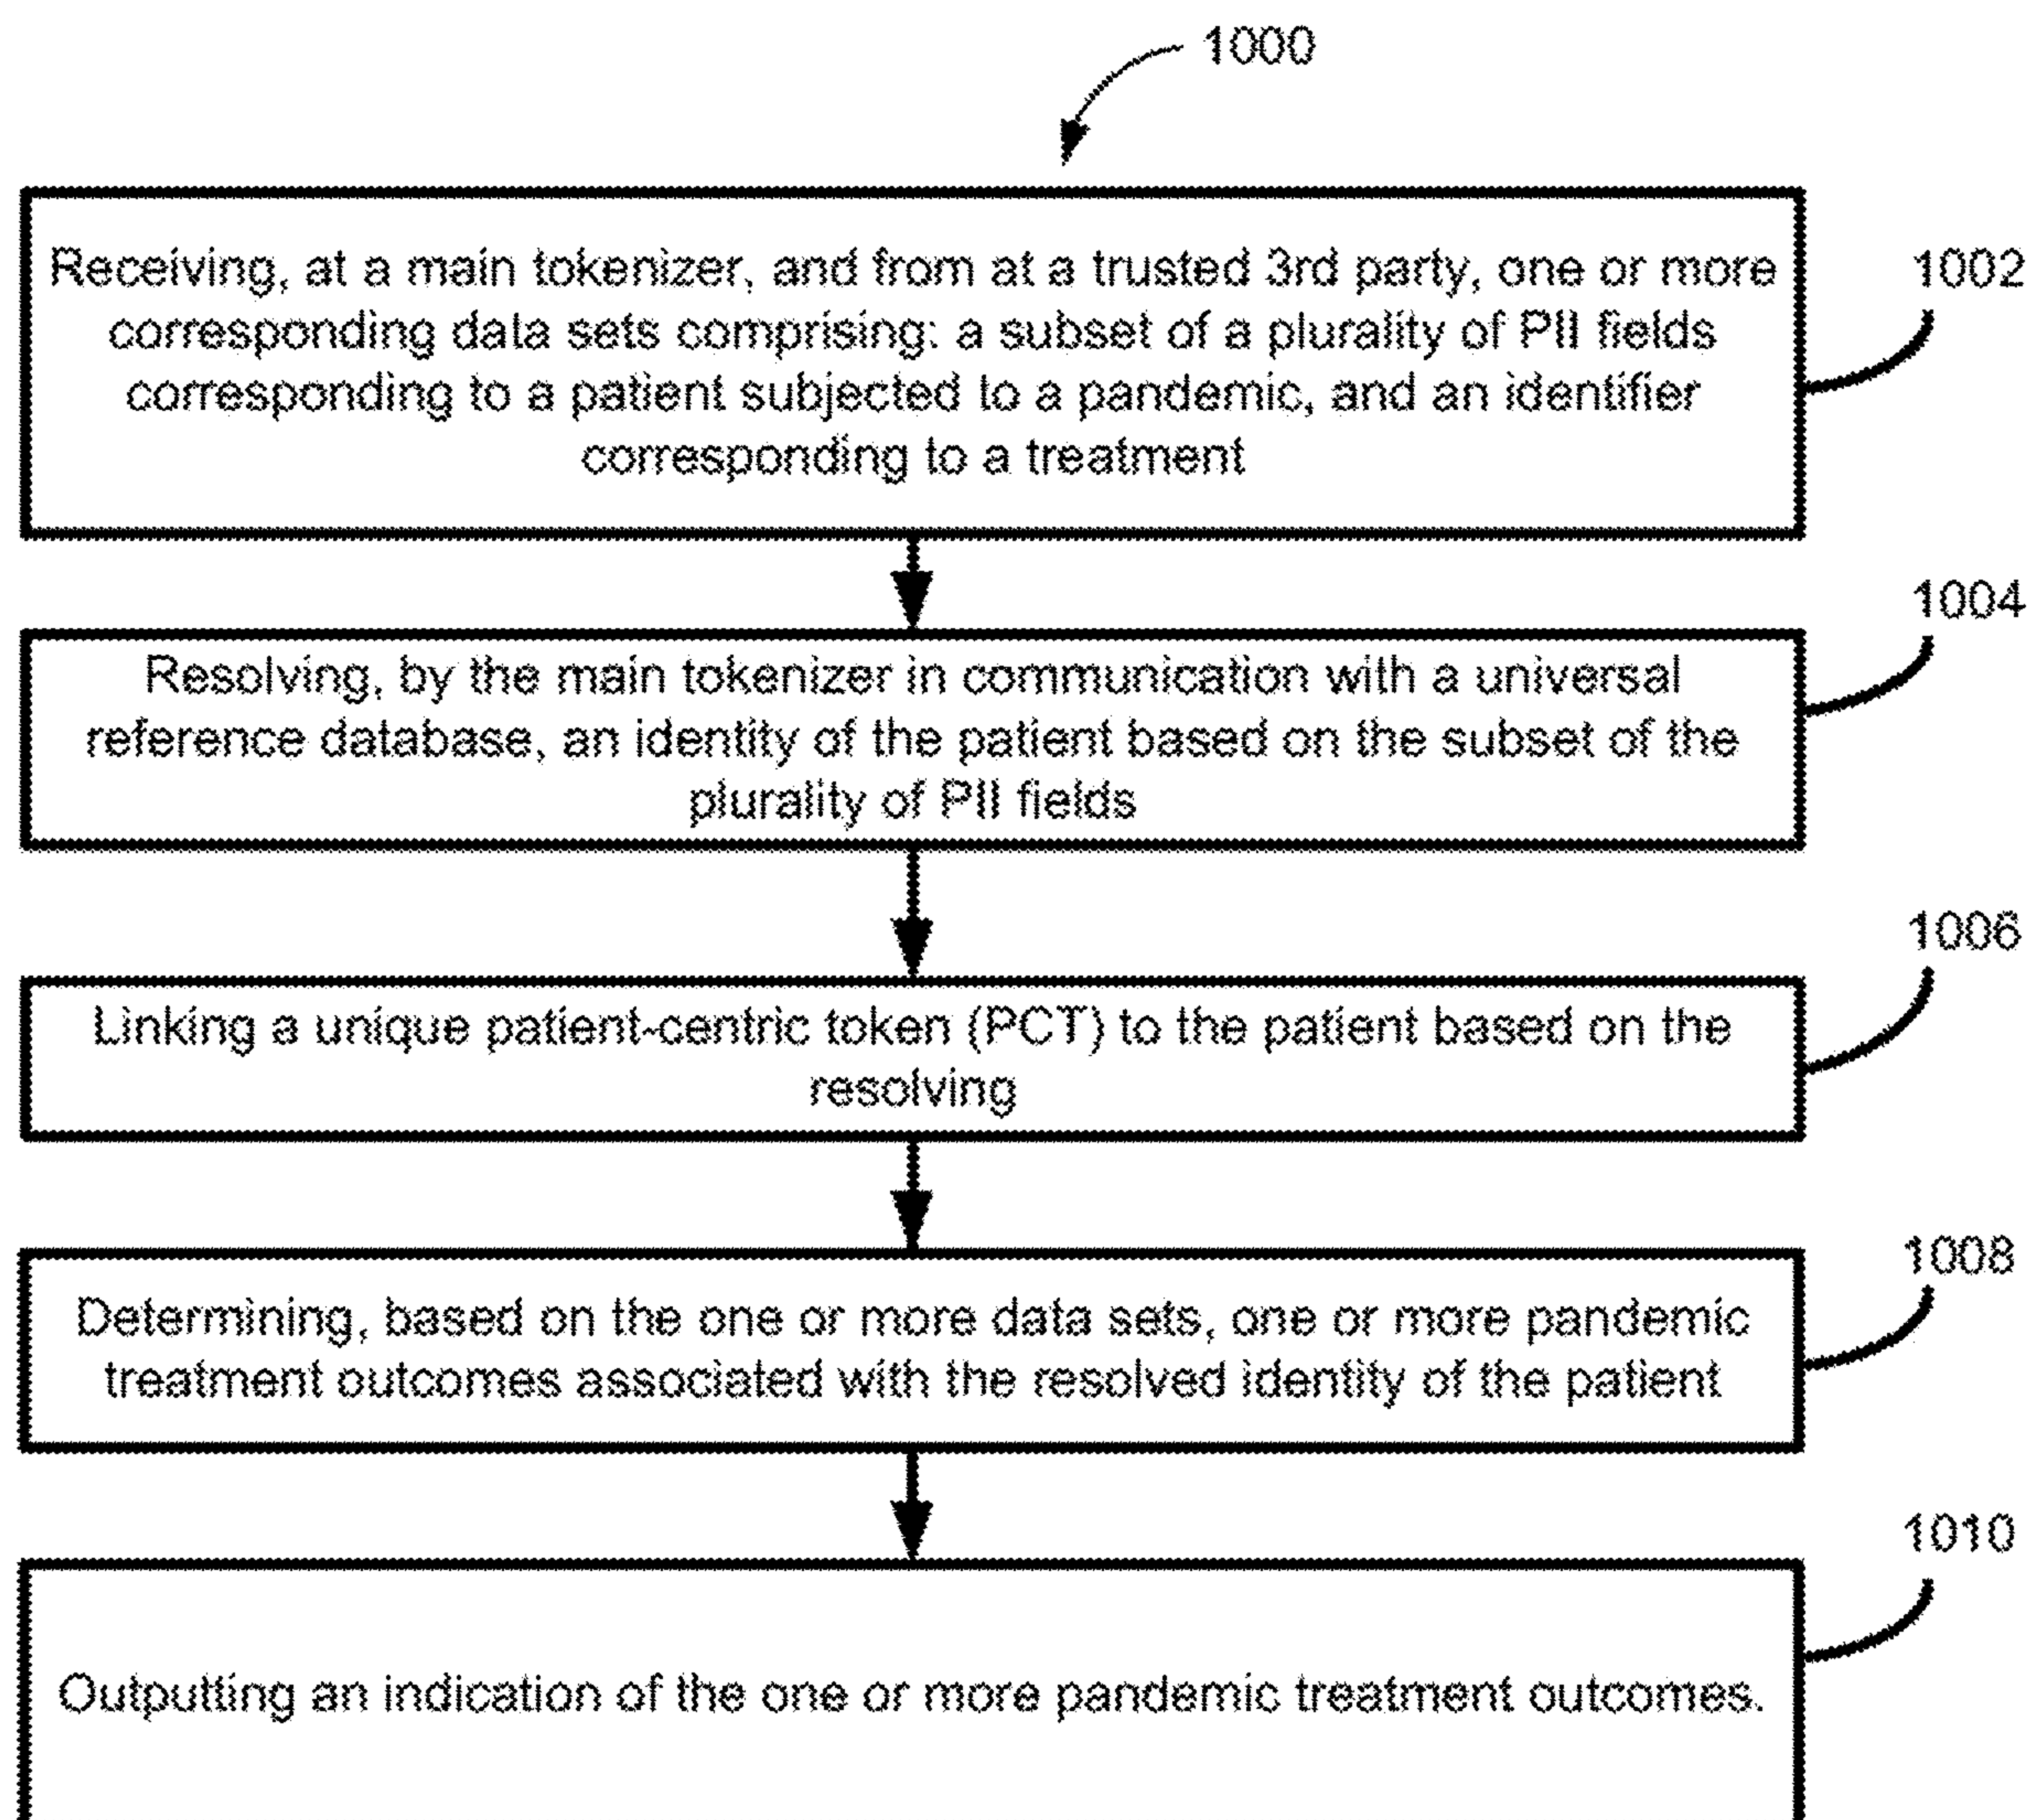 1000
Receiving, at a main tokenizer, and from at a trusted 3rd party, one or more
corresponding data sets comprising: a subset of a plurality of PII fields
corresponding to a patient subjected to a pandemic, and an identifier
corresponding to a treatment
1002
Resolving, by the main tokenizer in communication with a universal
reference database, an identity of the patient based on the subset of the
plurality of PII fields
1004
Linking a unique patient-centric token (PCT) to the patient based on the
resolving
1006
Determining, based on the one or more data sets, one or more pandemic
treatment outcomes associated with the resolved identity of the patient
1008
Outputting an indication of the one or more pandemic treatment outcomes.
1010